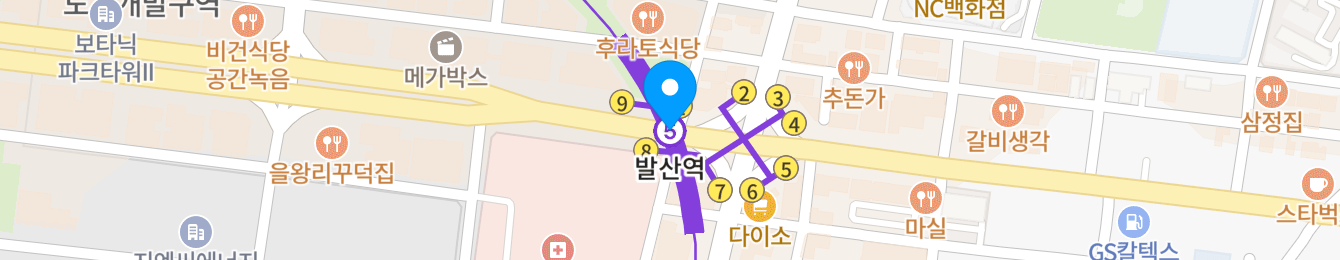 개발구역
NC백화점
보타닉
파크타워II
비건식당
공간녹음
메가박스
후라토식당
추돈가
갈비생각
삼정집
9
2
3
4
5
8
발산역
5
7
6
을왕리꾸덕집
다이소
마실
스타벅
GS칼텍스